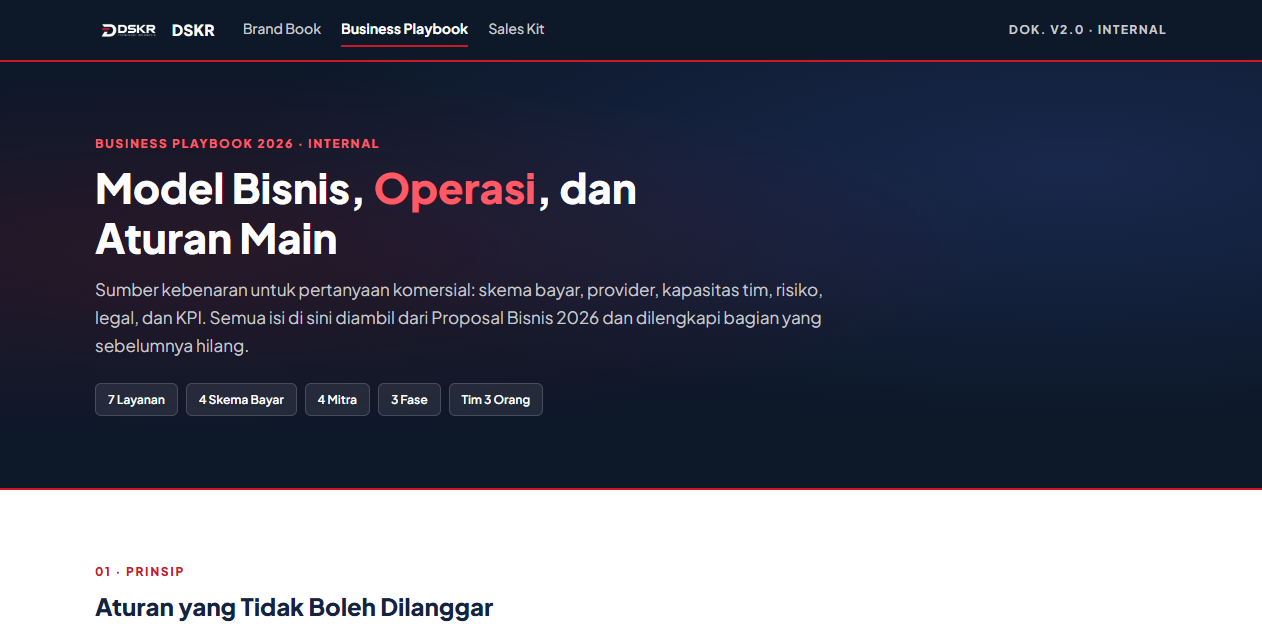 DSKR
DSKR
Brand Book
Business Playbook
Sales Kit
DOK. V2.0 · INTERNAL
BUSINESS PLAYBOOK 2026 · INTERNAL
Model Bisnis, Operasi, dan
Aturan Main
Sumber kebenaran untuk pertanyaan komersial: skema bayar, provider, kapasitas tim, risiko,
legal, dan KPI. Semua isi di sini diambil dari Proposal Bisnis 2026 dan dilengkapi bagian yang
sebelumnya hilang.
7 Layanan
4 Skema Bayar
4 Mitra
3 Fase
Tim 3 Orang
01 · PRINSIP
Aturan yang Tidak Boleh Dilanggar